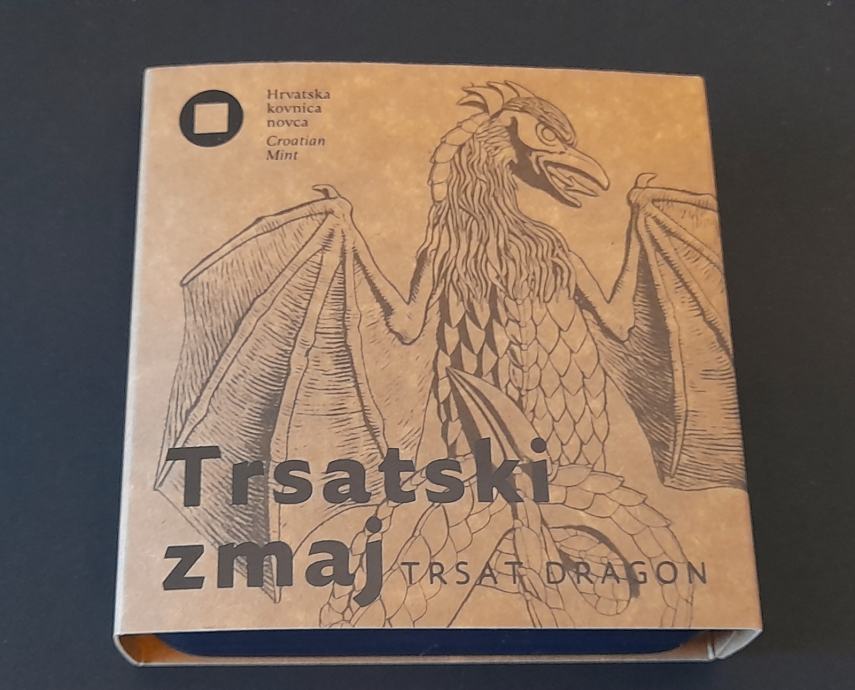 Hrvatska
kovnica
novca
Croatian
Mint
Trsatski
zmaj TRSAT DRAGON